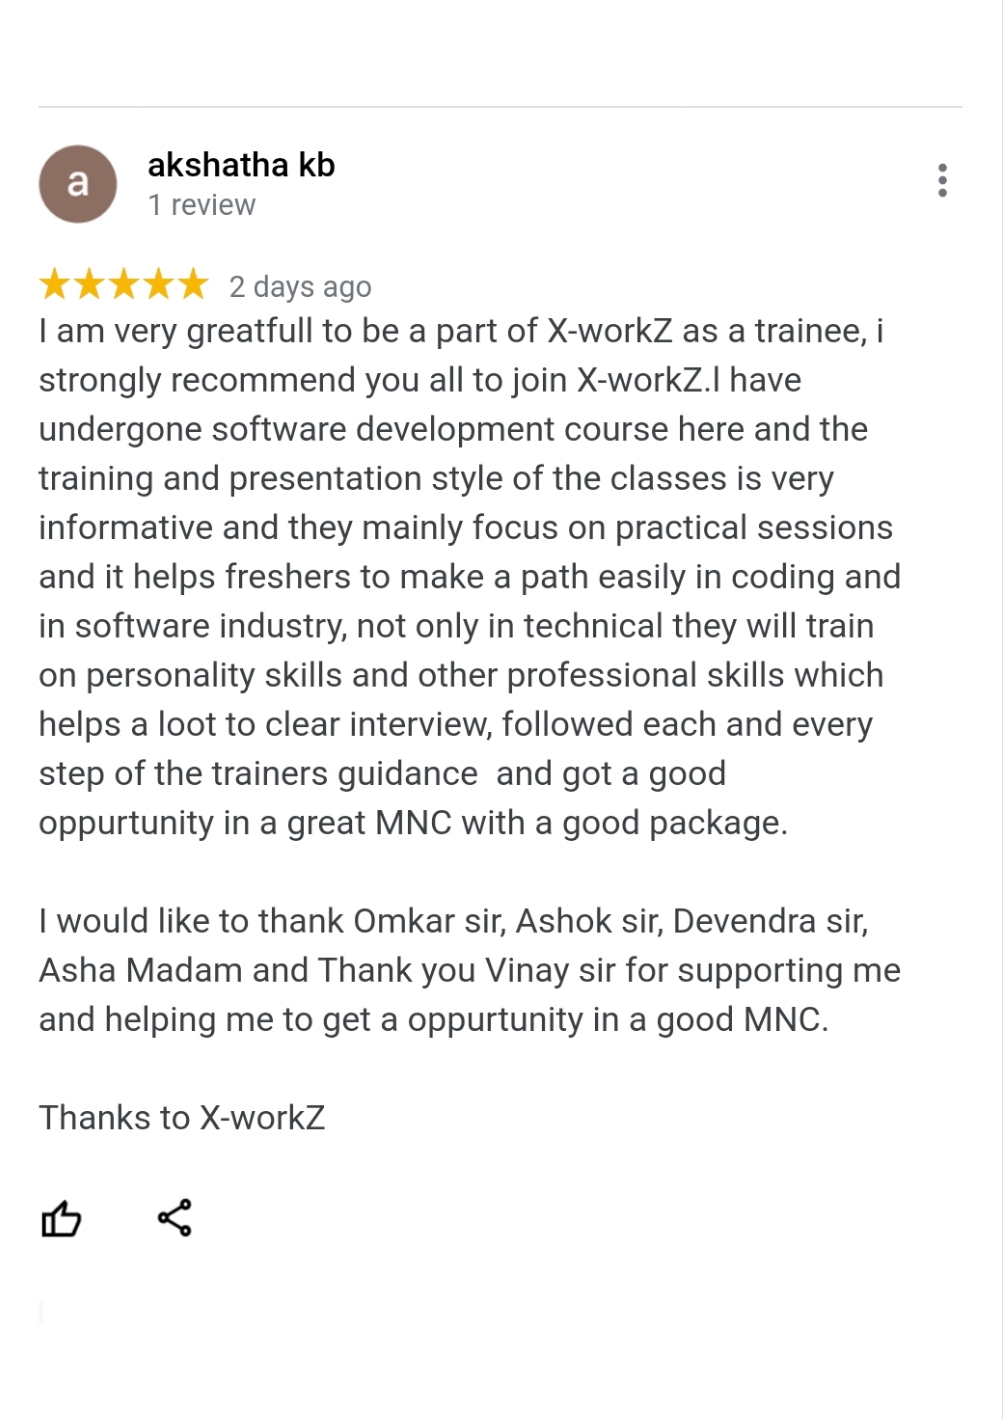 a
akshatha kb
1 review
2 days ago
I am very greatfull to be a part of X-workZ as a trainee, i
strongly recommend you all to join X-workZ.I have
undergone software development course here and the
training and presentation style of the classes is very
informative and they mainly focus on practical sessions
and it helps freshers to make a path easily in coding and
in software industry, not only in technical they will train
on personality skills and other professional skills which
helps a loot to clear interview, followed each and every
step of the trainers guidance  and got a good
oppurtunity in a great MNC with a good package.
I would like to thank Omkar sir, Ashok sir, Devendra sir,
Asha Madam and Thank you Vinay sir for supporting me
and helping me to get a oppurtunity in a good MNC.
Thanks to X-workZ